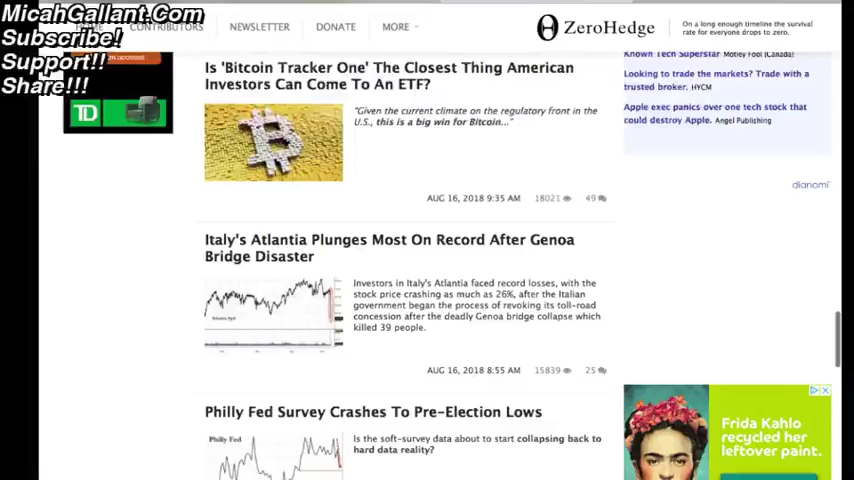 MicahGallant.Com
Subscribe!
Support!!
Share!!!
HOME CONTRIBUTORS NEWSLETTER DONATE MORE
ZeroHedge
On a long enough timeline the survival
rate for everyone drops to zero.
TD
Is 'Bitcoin Tracker One' The Closest Thing American
Investors Can Come To An ETF?
"Given the current climate on the regulatory front in the
U.S., this is a big win for Bitcoin..."
AUG 16, 2018 9:35 AM 18021 49
Italy's Atlantia Plunges Most On Record After Genoa
Bridge Disaster
Investors in Italy's Atlantia faced record losses, with the
stock price crashing as much as 26%, after the Italian
government began the process of revoking its toll-road
concession after the deadly Genoa bridge collapse which
killed 39 people.
AUG 16, 2018 8:55 AM 15839 25
Philly Fed Survey Crashes To Pre-Election Lows
Philly Fed
Is the soft-survey data about to start collapsing back to
hard data reality?
Known Tech Superstar Motley Fool (Canada)
Looking to trade the markets? Trade with a
trusted broker. HYCM
Apple exec panics over one tech stock that
could destroy Apple. Angel Publishing
dianomi
Frida Kahlo
recycled her
leftover paint.